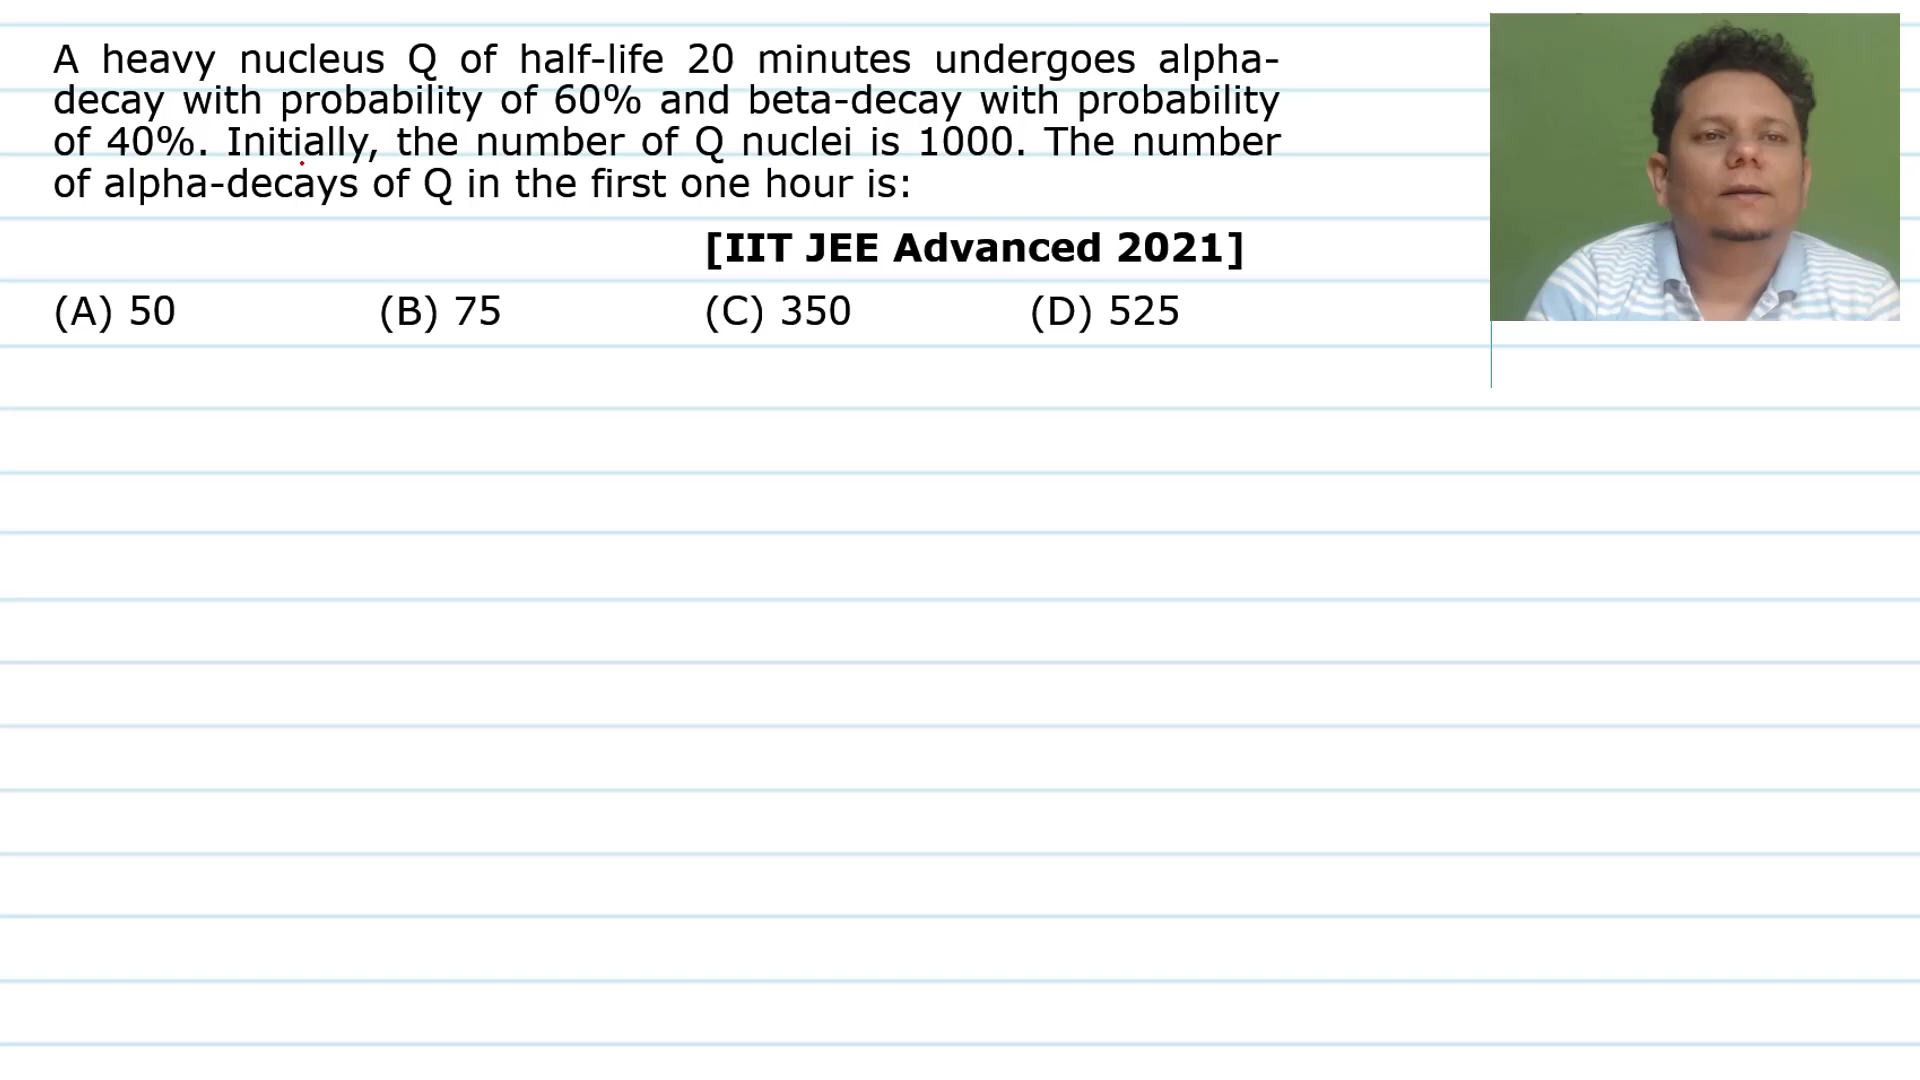 A heavy nucleus Q of half-life 20 minutes undergoes alpha-
decay with probability of 60% and beta-decay with probability
of 40%. Initially, the number of Q nuclei is 1000. The number
of alpha-decays of Q in the first one hour is:
[IIT JEE Advanced 2021]
(A) 50 (B) 75 (C) 350 (D) 525